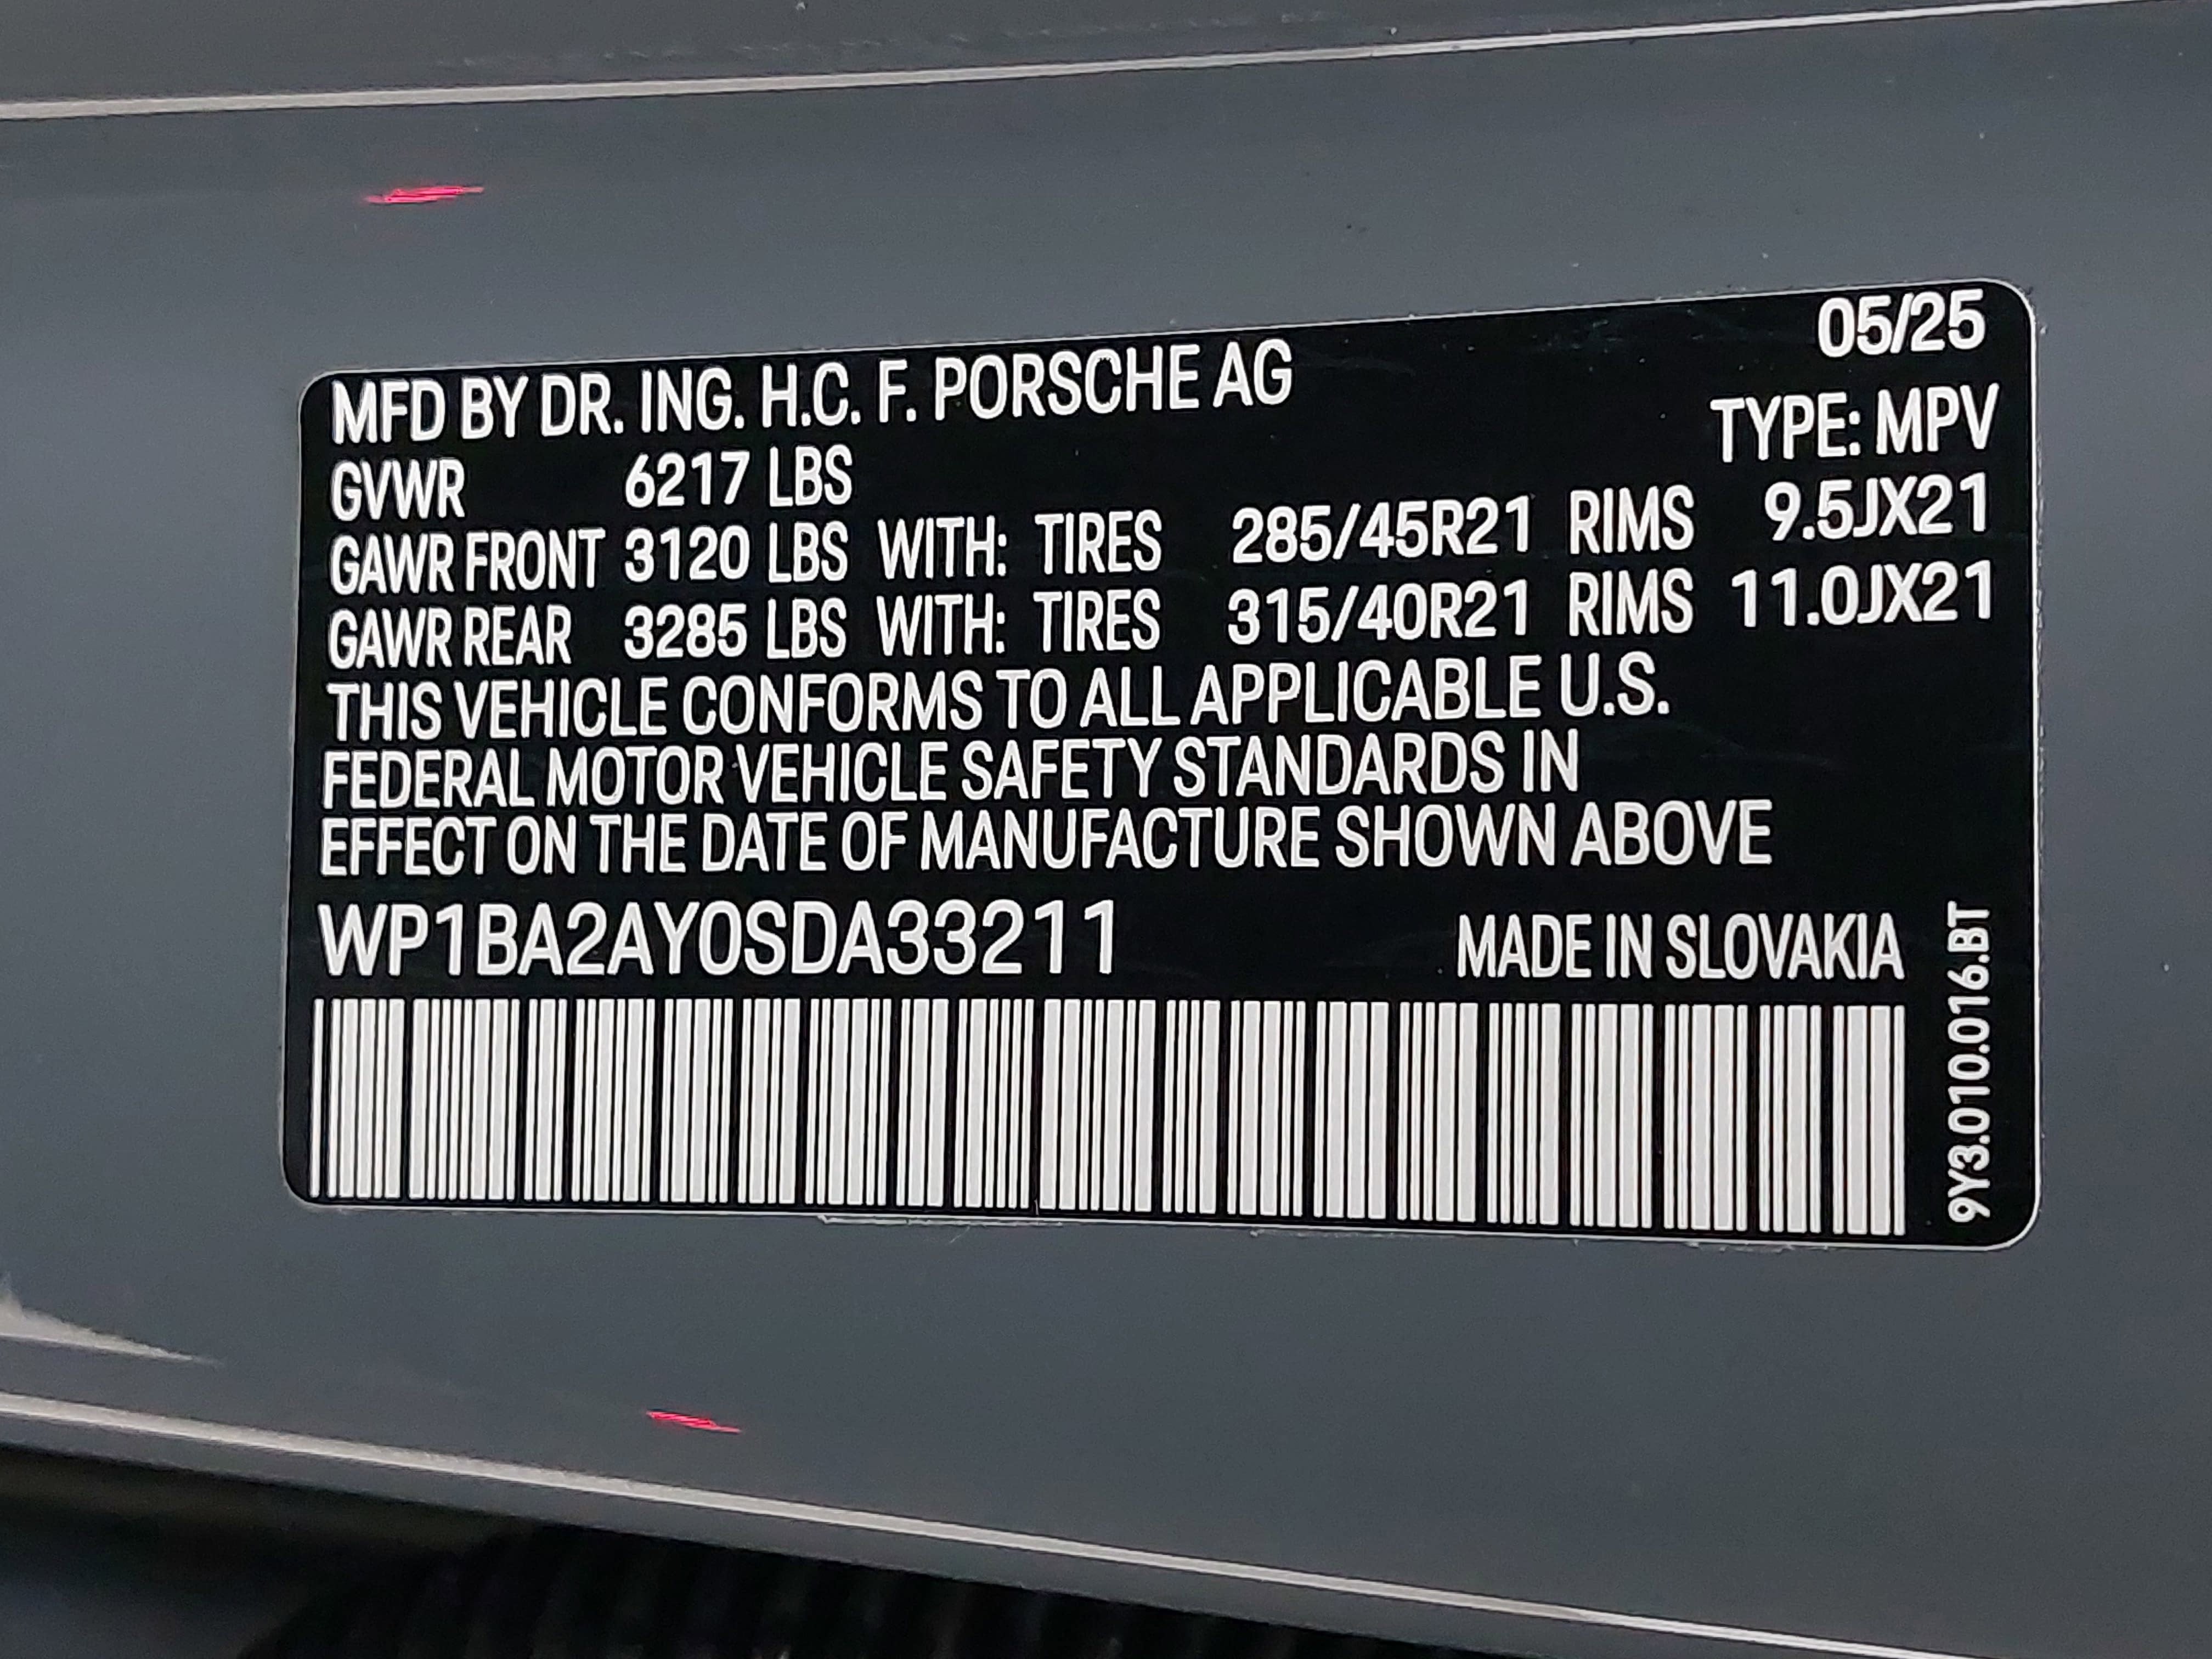 05/25
MFD BY DR. ING. H.C. F. PORSCHE AG
TYPE: MPV
GVWR 6217 LBS
GAWR FRONT 3120 LBS WITH: TIRES 285/45R21 RIMS 9.5JX21
GAWR REAR 3285 LBS WITH: TIRES 315/40R21 RIMS 11.0JX21
THIS VEHICLE CONFORMS TO ALL APPLICABLE U.S.
FEDERAL MOTOR VEHICLE SAFETY STANDARDS IN
EFFECT ON THE DATE OF MANUFACTURE SHOWN ABOVE
WP1BA2AY0SDA33211 MADE IN SLOVAKIA
9Y3.010.016.BT